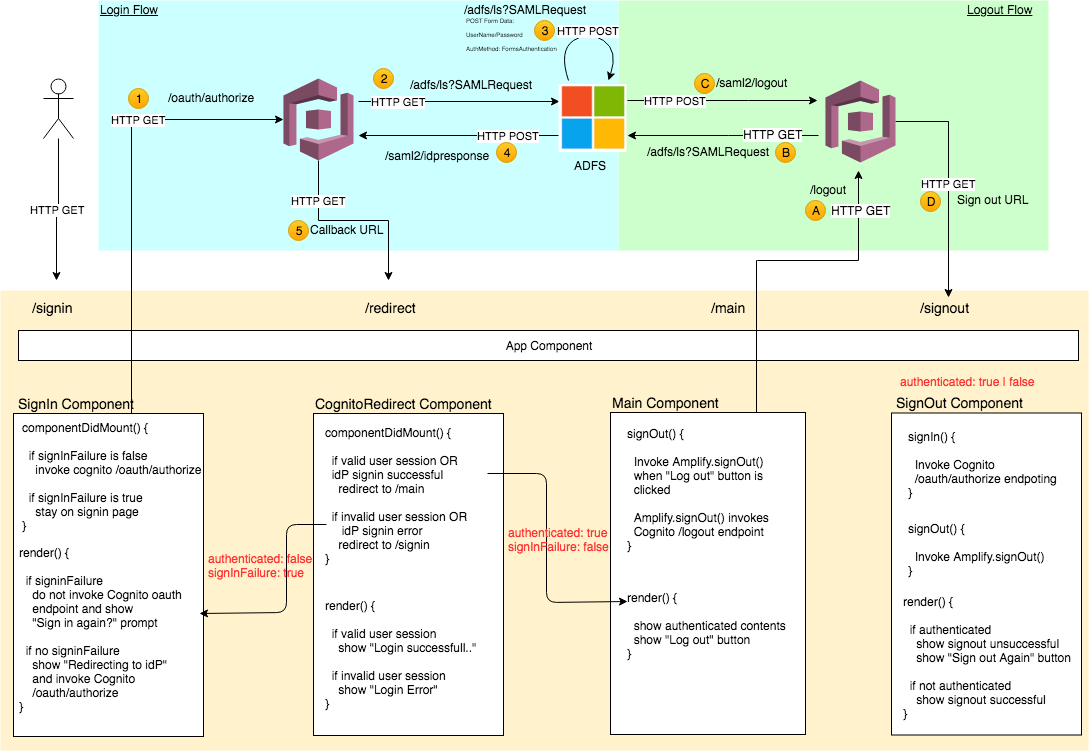 Login Flow
/adfs/ls?SAMLRequest
POST Form Data:
UserName/Password
AuthMethod: FormsAuthentication
3
HTTP POST
Logout Flow
1
/oauth/authorize
HTTP GET
2
/adfs/ls?SAMLRequest
HTTP GET
HTTP POST
4
/saml2/idpresponse
ADFS
C
/saml2/logout
HTTP POST
HTTP GET
/adfs/ls?SAMLRequest
B
HTTP GET
HTTP GET
5
Callback URL
/logout
A
HTTP GET
HTTP GET
D
Sign out URL
/signin
/redirect
/main
/signout
App Component
SignIn Component
componentDidMount() {
if signInFailure is false
invoke cognito /oauth/authorize
if signInFailure is true
stay on signin page
}
render() {
if signinFailure
do not invoke Cognito oauth
endpoint and show
"Sign in again?" prompt
if no signinFailure
show "Redirecting to idP"
and invoke Cognito
/oauth/authorize
}
authenticated: false
signInFailure: true
CognitoRedirect Component
componentDidMount() {
if valid user session OR
idP signin successful
redirect to /main
if invalid user session OR
idP signin error
redirect to /signin
}
render() {
if valid user session
show "Login successfull.."
if invalid user session
show "Login Error"
}
authenticated: true
signInFailure: false
Main Component
signOut() {
Invoke Amplify.signOut()
when "Log out" button is
clicked
Amplify.signOut() invokes
Cognito /logout endpoint
}
render() {
show authenticated contents
show "Log out" button
}
authenticated: true | false
SignOut Component
signIn() {
Invoke Cognito
/oauth/authorize endpoting
}
signOut() {
Invoke Amplify.signOut()
}
render() {
if authenticated
show signout unsuccessful
show "Sign out Again" button
if not authenticated
show signout successful
}